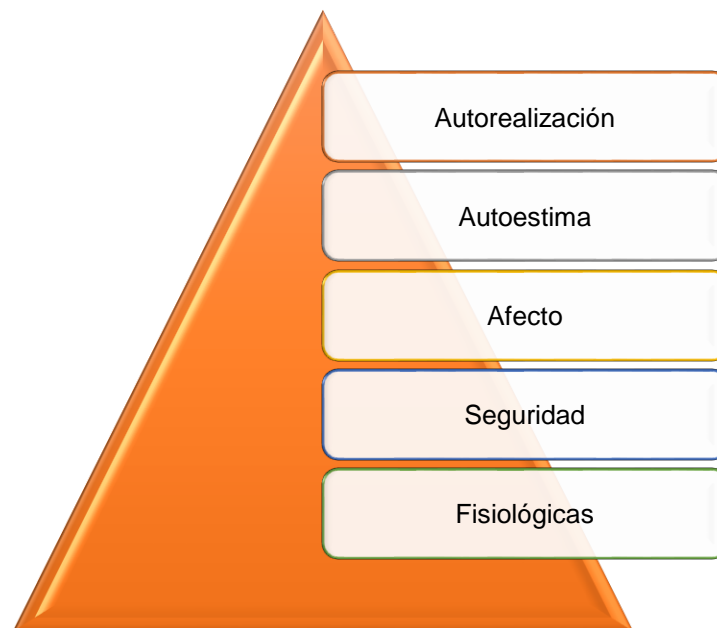 Autorealización
Autoestima
Afecto
Seguridad
Fisiológicas